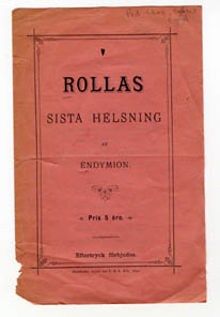 ROLLAS
SISTA HELSNING
AF
ENDYMION.
Pris 5 öre.
Eftertryck förbjudes.